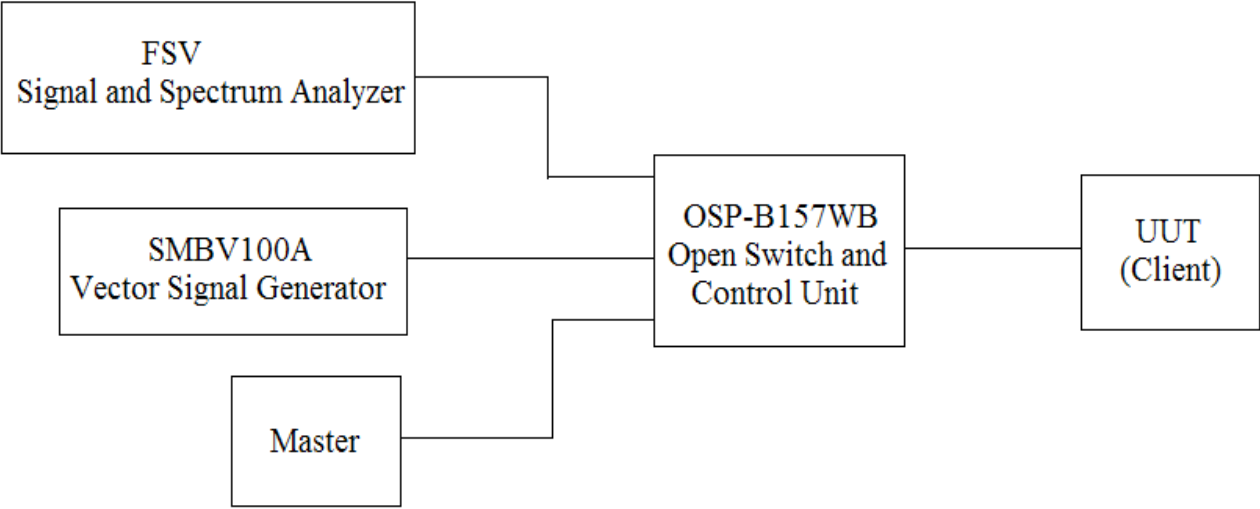 FSV
Signal and Spectrum Analyzer
SMBV100A
Vector Signal Generator
Master
OSP-B157WB
Open Switch and
Control Unit
UUT
(Client)